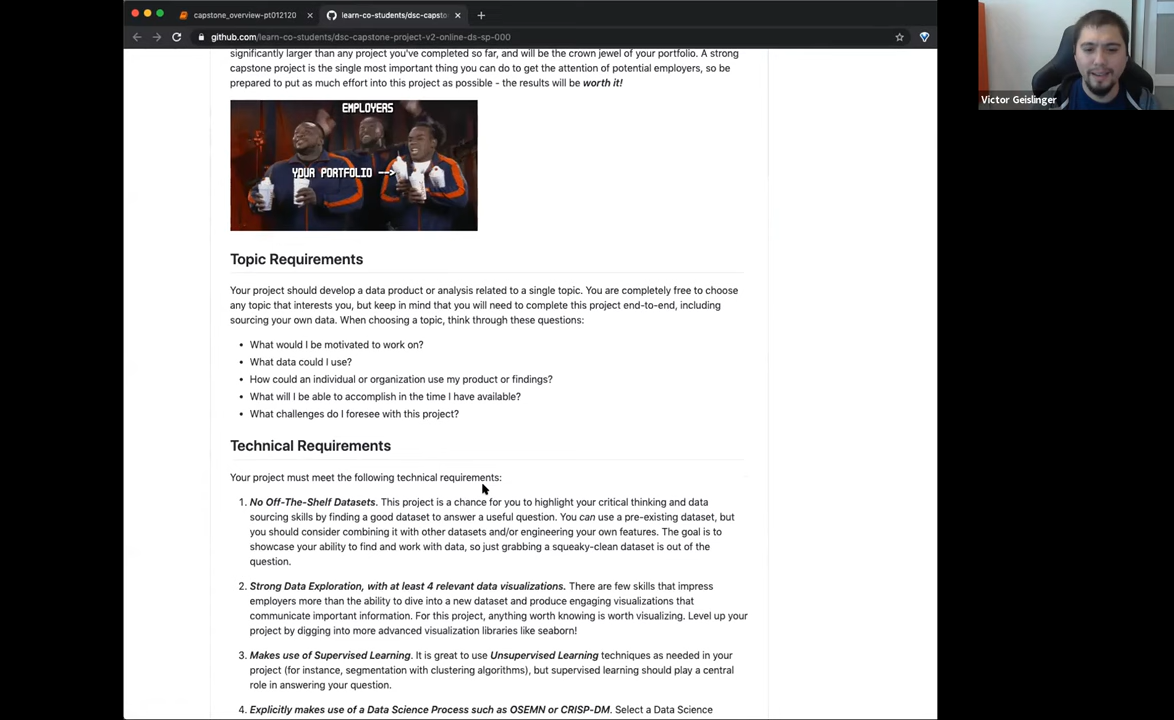 capstone_overview-pt012120
learn-co-students/dsc-capsto
github.com/learn-co-students/dsc-capstone-project-v2-online-ds-sp-000
Victor Geislinger
significantly larger than any project you've completed so far, and will be the crown jewel of your portfolio. A strong
capstone project is the single most important thing you can do to get the attention of potential employers, so be
prepared to put as much effort into this project as possible - the results will be worth it!
EMPLOYERS
YOUR PORTFOLIO -->
Topic Requirements
Your project should develop a data product or analysis related to a single topic. You are completely free to choose
any topic that interests you, but keep in mind that you will need to complete this project end-to-end, including
sourcing your own data. When choosing a topic, think through these questions:
• What would I be motivated to work on?
• What data could I use?
• How could an individual or organization use my product or findings?
• What will I be able to accomplish in the time I have available?
• What challenges do I foresee with this project?
Technical Requirements
Your project must meet the following technical requirements:
1. No Off-The-Shelf Datasets. This project is a chance for you to highlight your critical thinking and data
sourcing skills by finding a good dataset to answer a useful question. You can use a pre-existing dataset, but
you should consider combining it with other datasets and/or engineering your own features. The goal is to
showcase your ability to find and work with data, so just grabbing a squeaky-clean dataset is out of the
question.
2. Strong Data Exploration, with at least 4 relevant data visualizations. There are few skills that impress
employers more than the ability to dive into a new dataset and produce engaging visualizations that
communicate important information. For this project, anything worth knowing is worth visualizing. Level up your
project by digging into more advanced visualization libraries like seaborn!
3. Makes use of Supervised Learning. It is great to use Unsupervised Learning techniques as needed in your
project (for instance, segmentation with clustering algorithms), but supervised learning should play a central
role in answering your question.
4. Explicitly makes use of a Data Science Process such as OSEMN or CRISP-DM. Select a Data Science